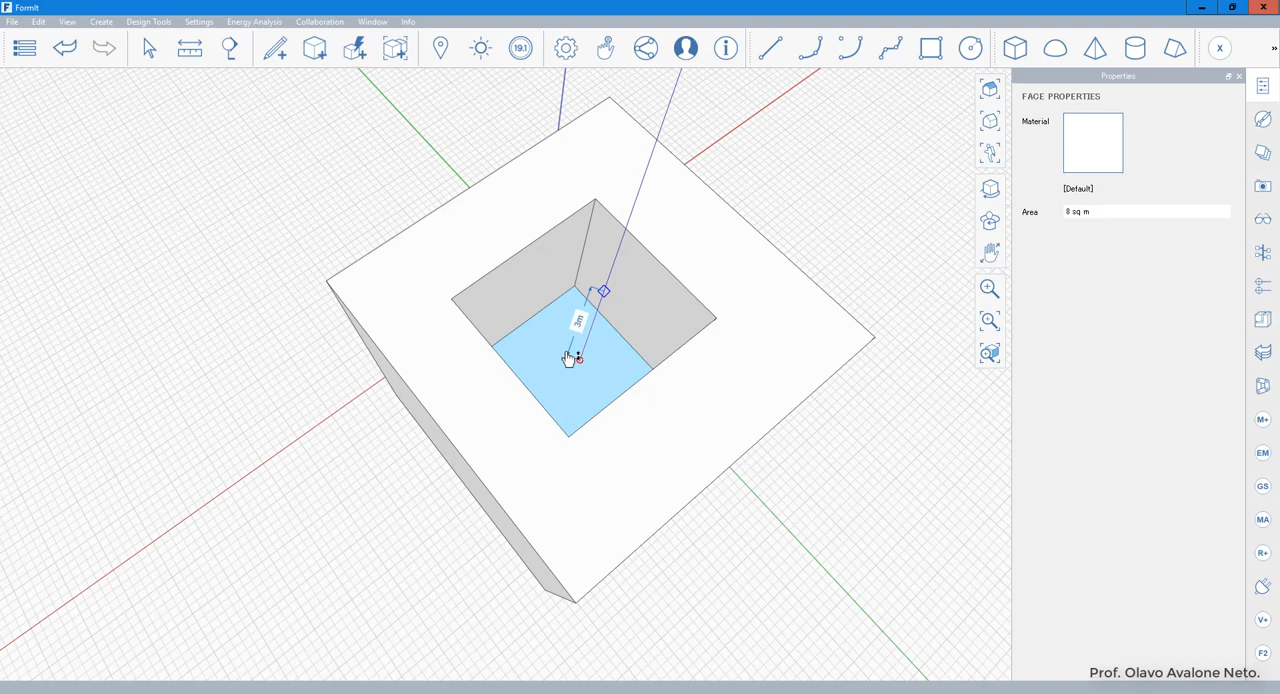 FormIt
File Edit View Create Design Tools Settings Energy Analysis Collaboration Window Info
19.1
X
»
Properties
FACE PROPERTIES
Material
[Default]
Area 8 sq m
3m
M+
EM
GS
MA
R+
V+
F2
Prof. Olavo Avalone Neto.